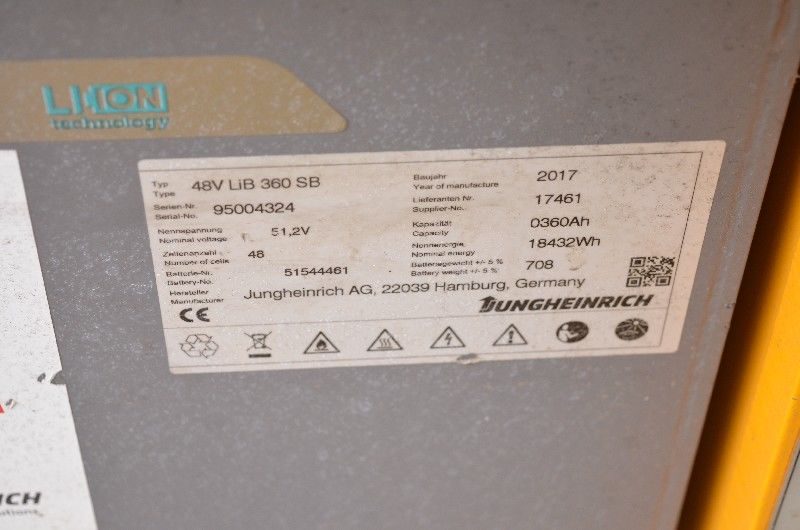 LI-ION
technology
Typ
Type
48V LiB 360 SB
Baujahr
Year of manufacture
2017
Serien-Nr.
Serial-No.
95004324
Lieferanten Nr.
Supplier-No.
17461
Nennspannung
Nominal voltage
51,2V
Kapazität
Capacity
0360Ah
Zellenanzahl
Number of cells
48
Nennenergie
Nominal energy
18432Wh
Batterie-Nr.
Battery-No.
51544461
Batteriegewicht +/- 5 %
Battery weight +/- 5 %
708
Hersteller
Manufacturer
Jungheinrich AG, 22039 Hamburg, Germany
CE
JUNGHEINRICH
RICH